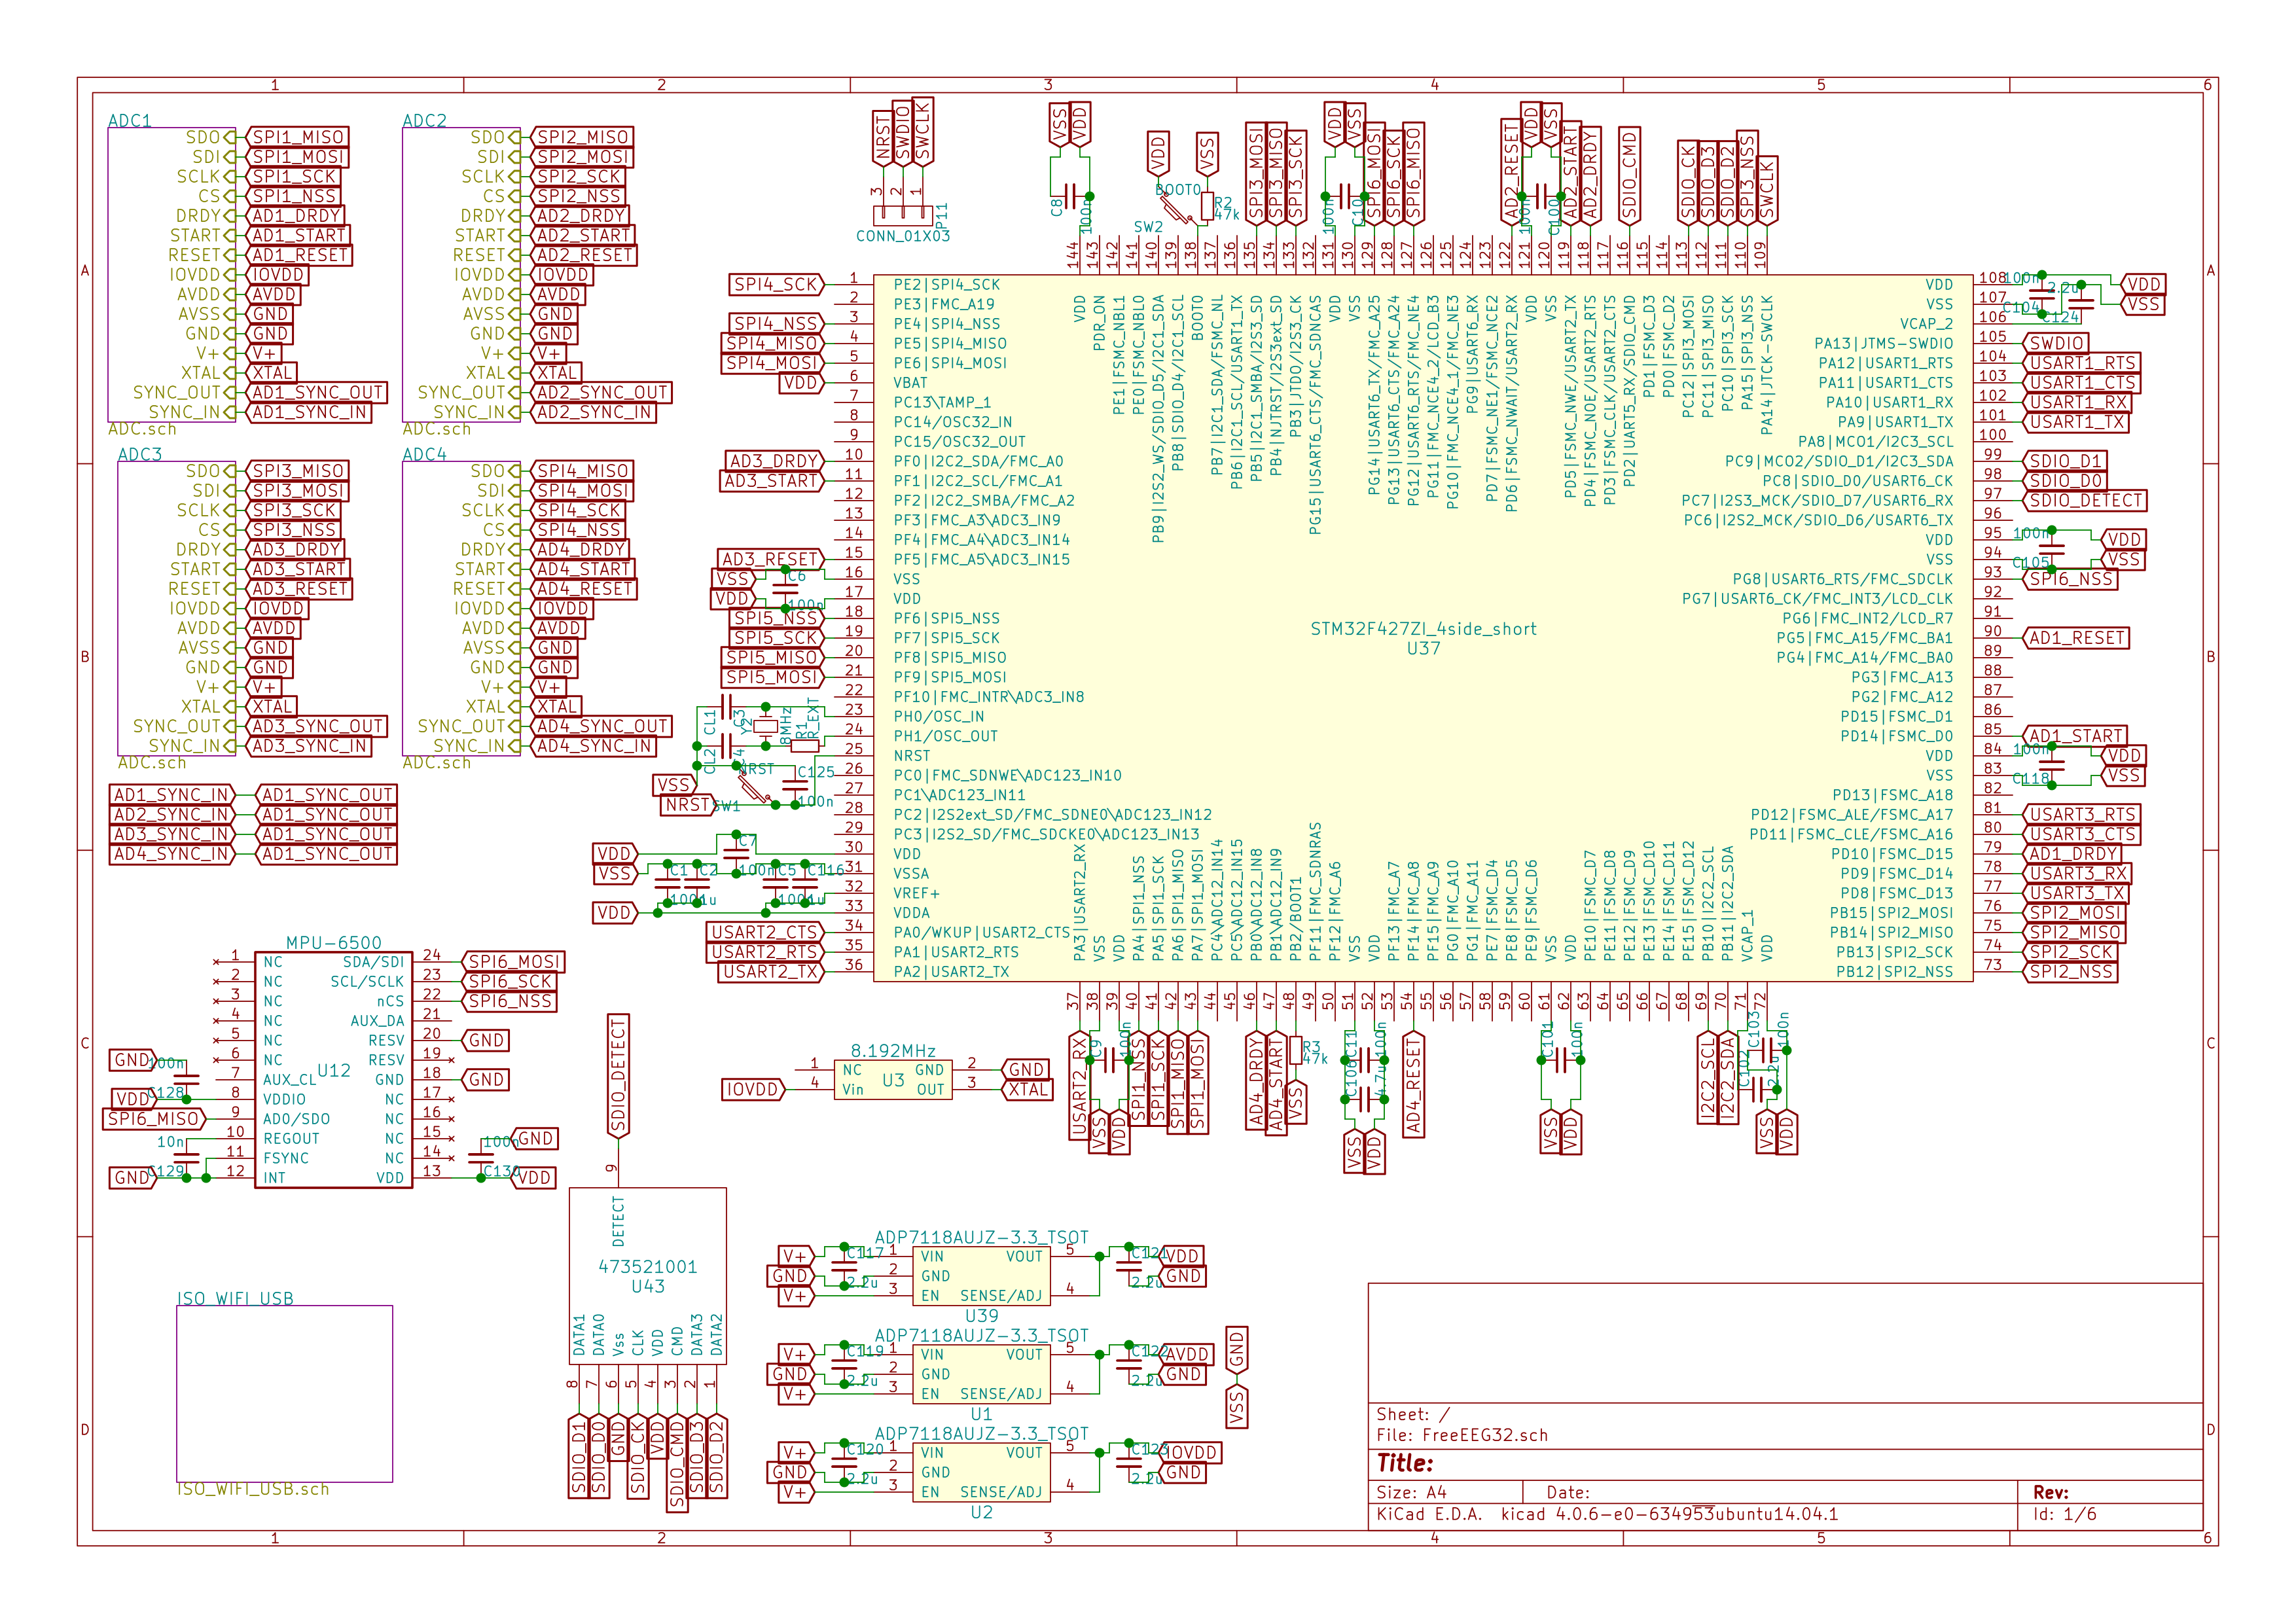 1 2 3 4 5 6
A
B
C
D
ADC1
SDO SPI1_MISO
SDI SPI1_MOSI
SCLK SPI1_SCK
CS SPI1_NSS
DRDY AD1_DRDY
START AD1_START
RESET AD1_RESET
IOVDD IOVDD
AVDD AVDD
AVSS GND
GND GND
V+ V+
XTAL XTAL
SYNC_OUT AD1_SYNC_OUT
SYNC_IN AD1_SYNC_IN
ADC.sch
ADC2
SDO SPI2_MISO
SDI SPI2_MOSI
SCLK SPI2_SCK
CS SPI2_NSS
DRDY AD2_DRDY
START AD2_START
RESET AD2_RESET
IOVDD IOVDD
AVDD AVDD
AVSS GND
GND GND
V+ V+
XTAL XTAL
SYNC_OUT AD2_SYNC_OUT
SYNC_IN AD2_SYNC_IN
ADC.sch
ADC3
SDO SPI3_MISO
SDI SPI3_MOSI
SCLK SPI3_SCK
CS SPI3_NSS
DRDY AD3_DRDY
START AD3_START
RESET AD3_RESET
IOVDD IOVDD
AVDD AVDD
AVSS GND
GND GND
V+ V+
XTAL XTAL
SYNC_OUT AD3_SYNC_OUT
SYNC_IN AD3_SYNC_IN
ADC.sch
ADC4
SDO SPI4_MISO
SDI SPI4_MOSI
SCLK SPI4_SCK
CS SPI4_NSS
DRDY AD4_DRDY
START AD4_START
RESET AD4_RESET
IOVDD IOVDD
AVDD AVDD
AVSS GND
GND GND
V+ V+
XTAL XTAL
SYNC_OUT AD4_SYNC_OUT
SYNC_IN AD4_SYNC_IN
ADC.sch
AD1_SYNC_IN AD1_SYNC_OUT
AD2_SYNC_IN AD1_SYNC_OUT
AD3_SYNC_IN AD1_SYNC_OUT
AD4_SYNC_IN AD1_SYNC_OUT
NRST SWDIO SWCLK
3 2 1
P11
CONN_01X03
VSS VDD
C8 100n
VDD VSS
BOOT0
SW2
R2
47k
SPI3_MOSI SPI3_MISO SPI3_SCK
VDD VSS
100n C10
SPI6_MOSI SPI6_SCK SPI6_MISO
AD2_RESET VDD VSS AD2_START AD2_DRDY
100n C100
SDIO_CMD
SDIO_CK SDIO_D3 SDIO_D2 SPI3_NSS SWCLK
144 VDD
143 PDR_ON
142 PE1|FSMC_NBL1
141 PE0|FSMC_NBL0
140 PB9|I2S2_WS/SDIO_D5/I2C1_SDA
139 PB8|SDIO_D4/I2C1_SCL
138 BOOT0
137 PB7|I2C1_SDA/FSMC_NL
136 PB6|I2C1_SCL/USART1_TX
135 PB5|I2C1_SMBA/I2S3_SD
134 PB4|NJTRST/I2S3ext_SD
133 PB3|JTDO/I2S3_CK
132 PG15|USART6_CTS/FMC_SDNCAS
131 VDD
130 VSS
129 PG14|USART6_TX/FMC_A25
128 PG13|USART6_CTS/FMC_A24
127 PG12|USART6_RTS/FMC_NE4
126 PG11|FMC_NCE4_2/LCD_B3
125 PG10|FMC_NCE4_1/FMC_NE3
124 PG9|USART6_RX
123 PD7|FSMC_NE1/FSMC_NCE2
122 PD6|FSMC_NWAIT/USART2_RX
121 VDD
120 VSS
119 PD5|FSMC_NWE/USART2_TX
118 PD4|FSMC_NOE/USART2_RTS
117 PD3|FSMC_CLK/USART2_CTS
116 PD2|UART5_RX/SDIO_CMD
115 PD1|FSMC_D3
114 PD0|FSMC_D2
113 PC12|SPI3_MOSI
112 PC11|SPI3_MISO
111 PC10|SPI3_SCK
110 PA15|SPI3_NSS
109 PA14|JTCK-SWCLK
SPI4_SCK 1 PE2|SPI4_SCK
2 PE3|FMC_A19
SPI4_NSS 3 PE4|SPI4_NSS
SPI4_MISO 4 PE5|SPI4_MISO
SPI4_MOSI 5 PE6|SPI4_MOSI
VDD 6 VBAT
7 PC13\TAMP_1
8 PC14/OSC32_IN
9 PC15/OSC32_OUT
AD3_DRDY 10 PF0|I2C2_SDA/FMC_A0
AD3_START 11 PF1|I2C2_SCL/FMC_A1
12 PF2|I2C2_SMBA/FMC_A2
13 PF3|FMC_A3\ADC3_IN9
14 PF4|FMC_A4\ADC3_IN14
AD3_RESET 15 PF5|FMC_A5\ADC3_IN15
VSS C6 16 VSS
VDD 100n 17 VDD
SPI5_NSS 18 PF6|SPI5_NSS
SPI5_SCK 19 PF7|SPI5_SCK
SPI5_MISO 20 PF8|SPI5_MISO
SPI5_MOSI 21 PF9|SPI5_MOSI
22 PF10|FMC_INTR\ADC3_IN8
23 PH0/OSC_IN
24 PH1/OSC_OUT
25 NRST
26 PC0|FMC_SDNWE\ADC123_IN10
27 PC1\ADC123_IN11
28 PC2|I2S2ext_SD/FMC_SDNE0\ADC123_IN12
29 PC3|I2S2_SD/FMC_SDCKE0\ADC123_IN13
30 VDD
31 VSSA
32 VREF+
33 VDDA
USART2_CTS 34 PA0/WKUP|USART2_CTS
USART2_RTS 35 PA1|USART2_RTS
USART2_TX 36 PA2|USART2_TX
CL1 C3 Y2 8MHz R1 R_EXT
CL2 C4
VSS NRST C125
NRST SW1 100n
VDD C7
VSS C1 C2 100n C5 C116
100n 1u 100n 1u
VDD
STM32F427ZI_4side_short
U37
VDD 108 100n VDD
VSS 107 C104 2.2u VSS
VCAP_2 106 C124
PA13|JTMS-SWDIO 105 SWDIO
PA12|USART1_RTS 104 USART1_RTS
PA11|USART1_CTS 103 USART1_CTS
PA10|USART1_RX 102 USART1_RX
PA9|USART1_TX 101 USART1_TX
PA8|MCO1/I2C3_SCL 100
PC9|MCO2/SDIO_D1/I2C3_SDA 99 SDIO_D1
PC8|SDIO_D0/USART6_CK 98 SDIO_D0
PC7|I2S3_MCK/SDIO_D7/USART6_RX 97 SDIO_DETECT
PC6|I2S2_MCK/SDIO_D6/USART6_TX 96
VDD 95 100n VDD
VSS 94 C105 VSS
PG8|USART6_RTS/FMC_SDCLK 93 SPI6_NSS
PG7|USART6_CK/FMC_INT3/LCD_CLK 92
PG6|FMC_INT2/LCD_R7 91
PG5|FMC_A15/FMC_BA1 90 AD1_RESET
PG4|FMC_A14/FMC_BA0 89
PG3|FMC_A13 88
PG2|FMC_A12 87
PD15|FSMC_D1 86
PD14|FSMC_D0 85 AD1_START
VDD 84 100n VDD
VSS 83 C118 VSS
PD13|FSMC_A18 82
PD12|FSMC_ALE/FSMC_A17 81 USART3_RTS
PD11|FSMC_CLE/FSMC_A16 80 USART3_CTS
PD10|FSMC_D15 79 AD1_DRDY
PD9|FSMC_D14 78 USART3_RX
PD8|FSMC_D13 77 USART3_TX
PB15|SPI2_MOSI 76 SPI2_MOSI
PB14|SPI2_MISO 75 SPI2_MISO
PB13|SPI2_SCK 74 SPI2_SCK
PB12|SPI2_NSS 73 SPI2_NSS
PA3|USART2_RX 37
VSS 38
VDD 39
PA4|SPI1_NSS 40
PA5|SPI1_SCK 41
PA6|SPI1_MISO 42
PA7|SPI1_MOSI 43
PC4\ADC12_IN14 44
PC5\ADC12_IN15 45
PB0\ADC12_IN8 46
PB1\ADC12_IN9 47
PB2/BOOT1 48
PF11|FMC_SDNRAS 49
PF12|FMC_A6 50
VSS 51
VDD 52
PF13|FMC_A7 53
PF14|FMC_A8 54
PF15|FMC_A9 55
PG0|FMC_A10 56
PG1|FMC_A11 57
PE7|FSMC_D4 58
PE8|FSMC_D5 59
PE9|FSMC_D6 60
VSS 61
VDD 62
PE10|FSMC_D7 63
PE11|FSMC_D8 64
PE12|FSMC_D9 65
PE13|FSMC_D10 66
PE14|FSMC_D11 67
PE15|FSMC_D12 68
PB10|I2C2_SCL 69
PB11|I2C2_SDA 70
VCAP_1 71
VDD 72
USART2_RX C9 100n VSS VDD SPI1_NSS SPI1_SCK SPI1_MISO SPI1_MOSI
AD4_DRDY AD4_START R3 47k VSS
C11 100n C106 4.7u VSS VDD
AD4_RESET
C101 100n VSS VDD
I2C2_SCL I2C2_SDA C103 100n C102 2.2u VSS VDD
MPU-6500
U12
1 NC
2 NC
3 NC
4 NC
5 NC
GND 100n 6 NC
7 AUX_CL
VDD C128 8 VDDIO
SPI6_MISO 9 AD0/SDO
10n 10 REGOUT
11 FSYNC
GND C129 12 INT
SDA/SDI 24 SPI6_MOSI
SCL/SCLK 23 SPI6_SCK
nCS 22 SPI6_NSS
AUX_DA 21
RESV 20 GND
RESV 19
GND 18 GND
NC 17
NC 16
NC 15 100n GND
NC 14
VDD 13 C130 VDD
8.192MHz
1 NC GND 2 GND
U3
IOVDD 4 Vin OUT 3 XTAL
SDIO_DETECT
9
DETECT
473521001
U43
DATA1 DATA0 Vss CLK VDD CMD DATA3 DATA2
8 7 6 5 4 3 2 1
SDIO_D1 SDIO_D0 GND SDIO_CK VDD SDIO_CMD SDIO_D3 SDIO_D2
ISO_WIFI_USB
ISO_WIFI_USB.sch
ADP7118AUJZ-3.3_TSOT
V+ C117 1 VIN VOUT 5 C121 VDD
GND 2.2u 2 GND 2.2u GND
V+ 3 EN SENSE/ADJ 4
U39
ADP7118AUJZ-3.3_TSOT
V+ C119 1 VIN VOUT 5 C122 AVDD
GND 2.2u 2 GND 2.2u GND
V+ 3 EN SENSE/ADJ 4
U1
ADP7118AUJZ-3.3_TSOT
V+ C120 1 VIN VOUT 5 C123 IOVDD
GND 2.2u 2 GND 2.2u GND
V+ 3 EN SENSE/ADJ 4
U2
GND
VSS
Sheet: /
File: FreeEEG32.sch
Title:
Size: A4 Date: Rev:
KiCad E.D.A. kicad 4.0.6-e0-634953ubuntu14.04.1 Id: 1/6
A
B
C
D
1 2 3 4 5 6